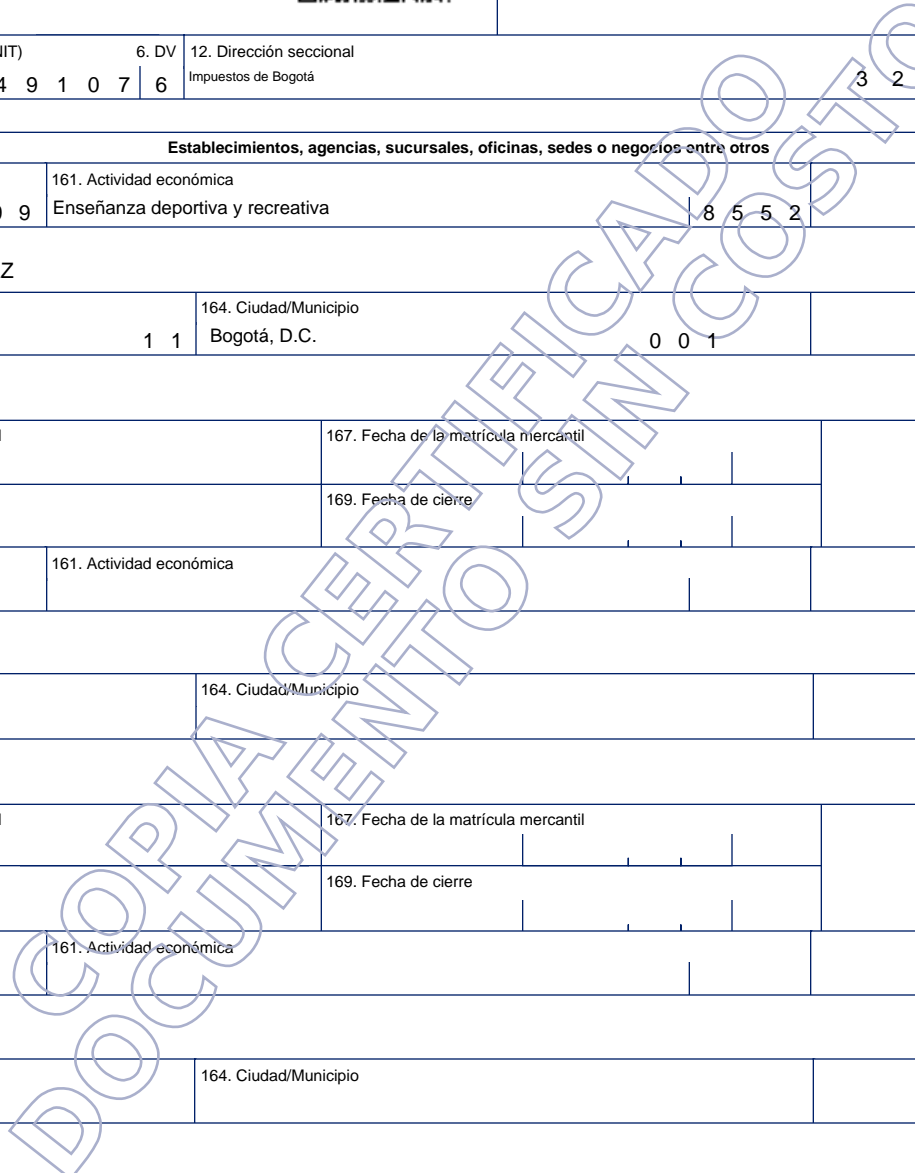 NIT) 6. DV 12. Dirección seccional
4 9 1 0 7 6 Impuestos de Bogotá 3 2
Establecimientos, agencias, sucursales, oficinas, sedes o negocios entre otros
161. Actividad económica
9 Enseñanza deportiva y recreativa 8 5 5 2
Z
164. Ciudad/Municipio
1 1 Bogotá, D.C. 0 0 1
167. Fecha de la matrícula mercantil
169. Fecha de cierre
161. Actividad económica
164. Ciudad/Municipio
167. Fecha de la matrícula mercantil
169. Fecha de cierre
161. Actividad económica
164. Ciudad/Municipio
COPIA CERTIFICADO
DOCUMENTO SIN COSTO